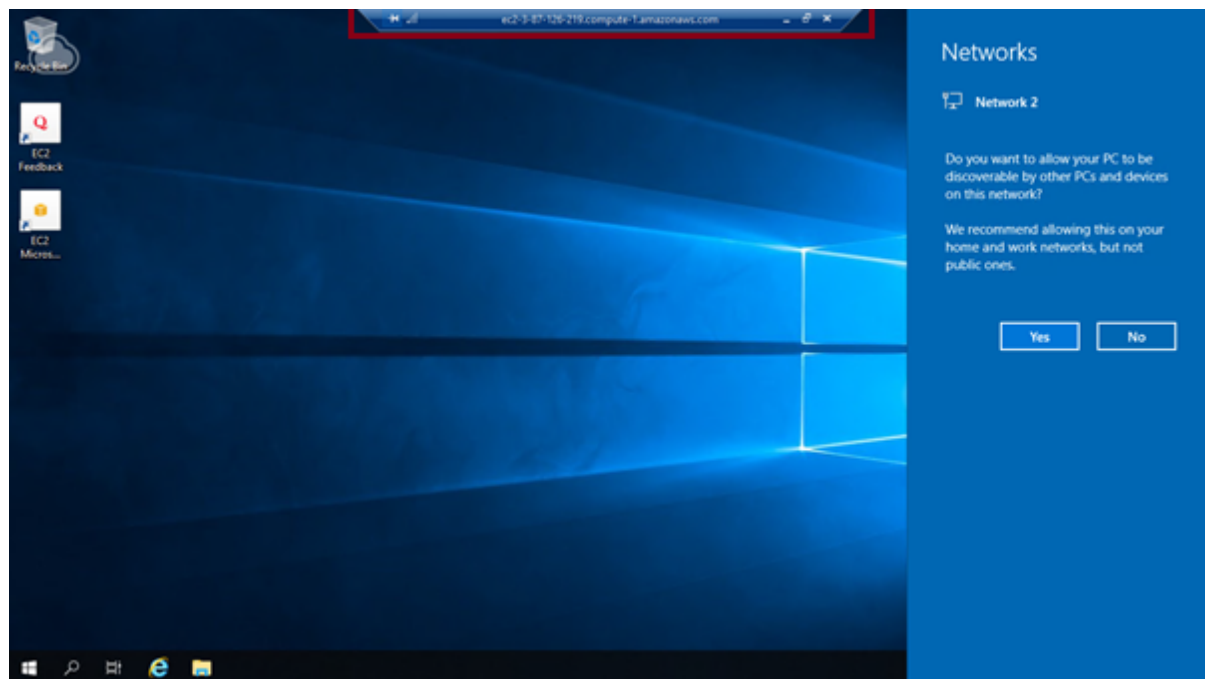 ec2-3-87-126-219.compute-1.amazonaws.com
Recycle Bin
EC2
Feedback
EC2
Micros...
Networks
Network 2
Do you want to allow your PC to be
discoverable by other PCs and devices
on this network?
We recommend allowing this on your
home and work networks, but not
public ones.
Yes
No